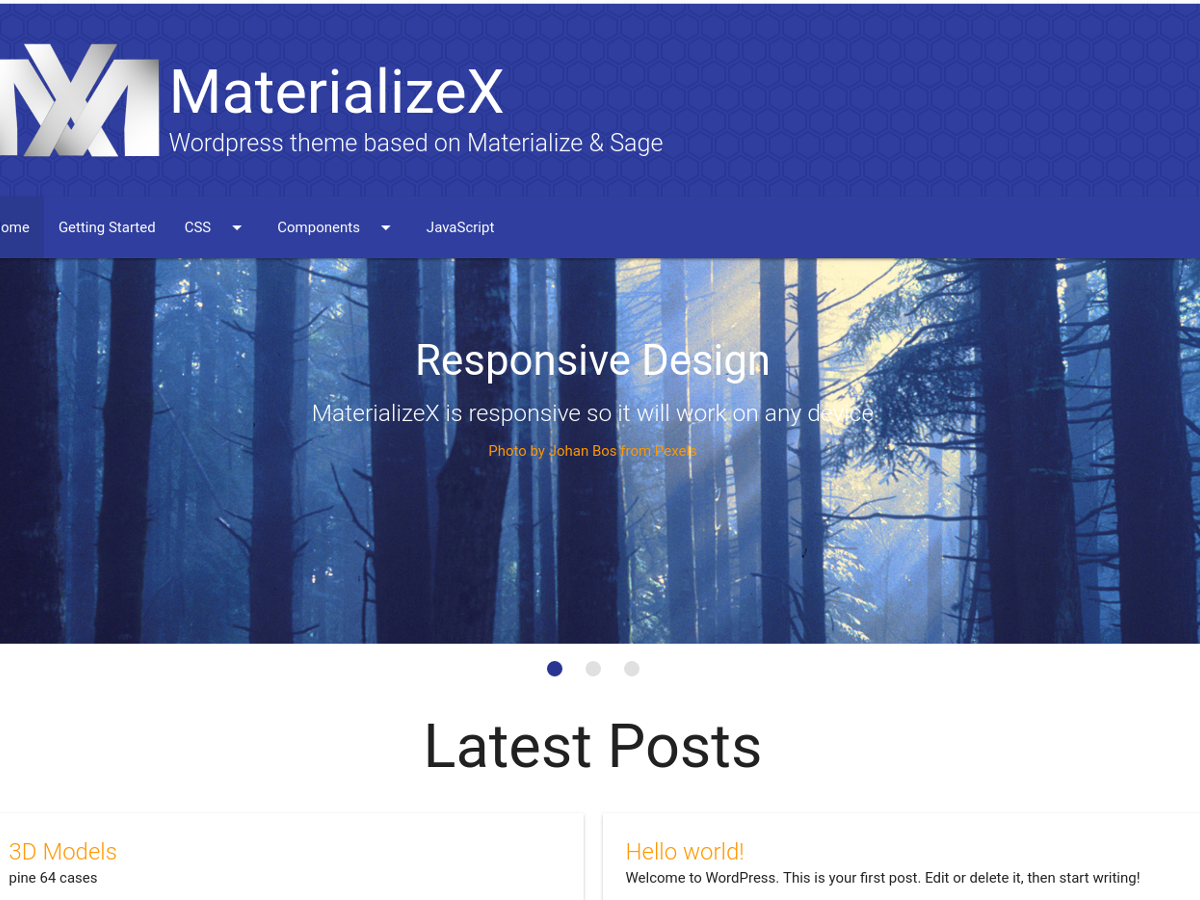 MaterializeX
Wordpress theme based on Materialize & Sage
ome Getting Started CSS Components JavaScript
Responsive Design
MaterializeX is responsive so it will work on any device.
Photo by Johan Bos from Pexels
Latest Posts
3D Models
pine 64 cases
Hello world!
Welcome to WordPress. This is your first post. Edit or delete it, then start writing!